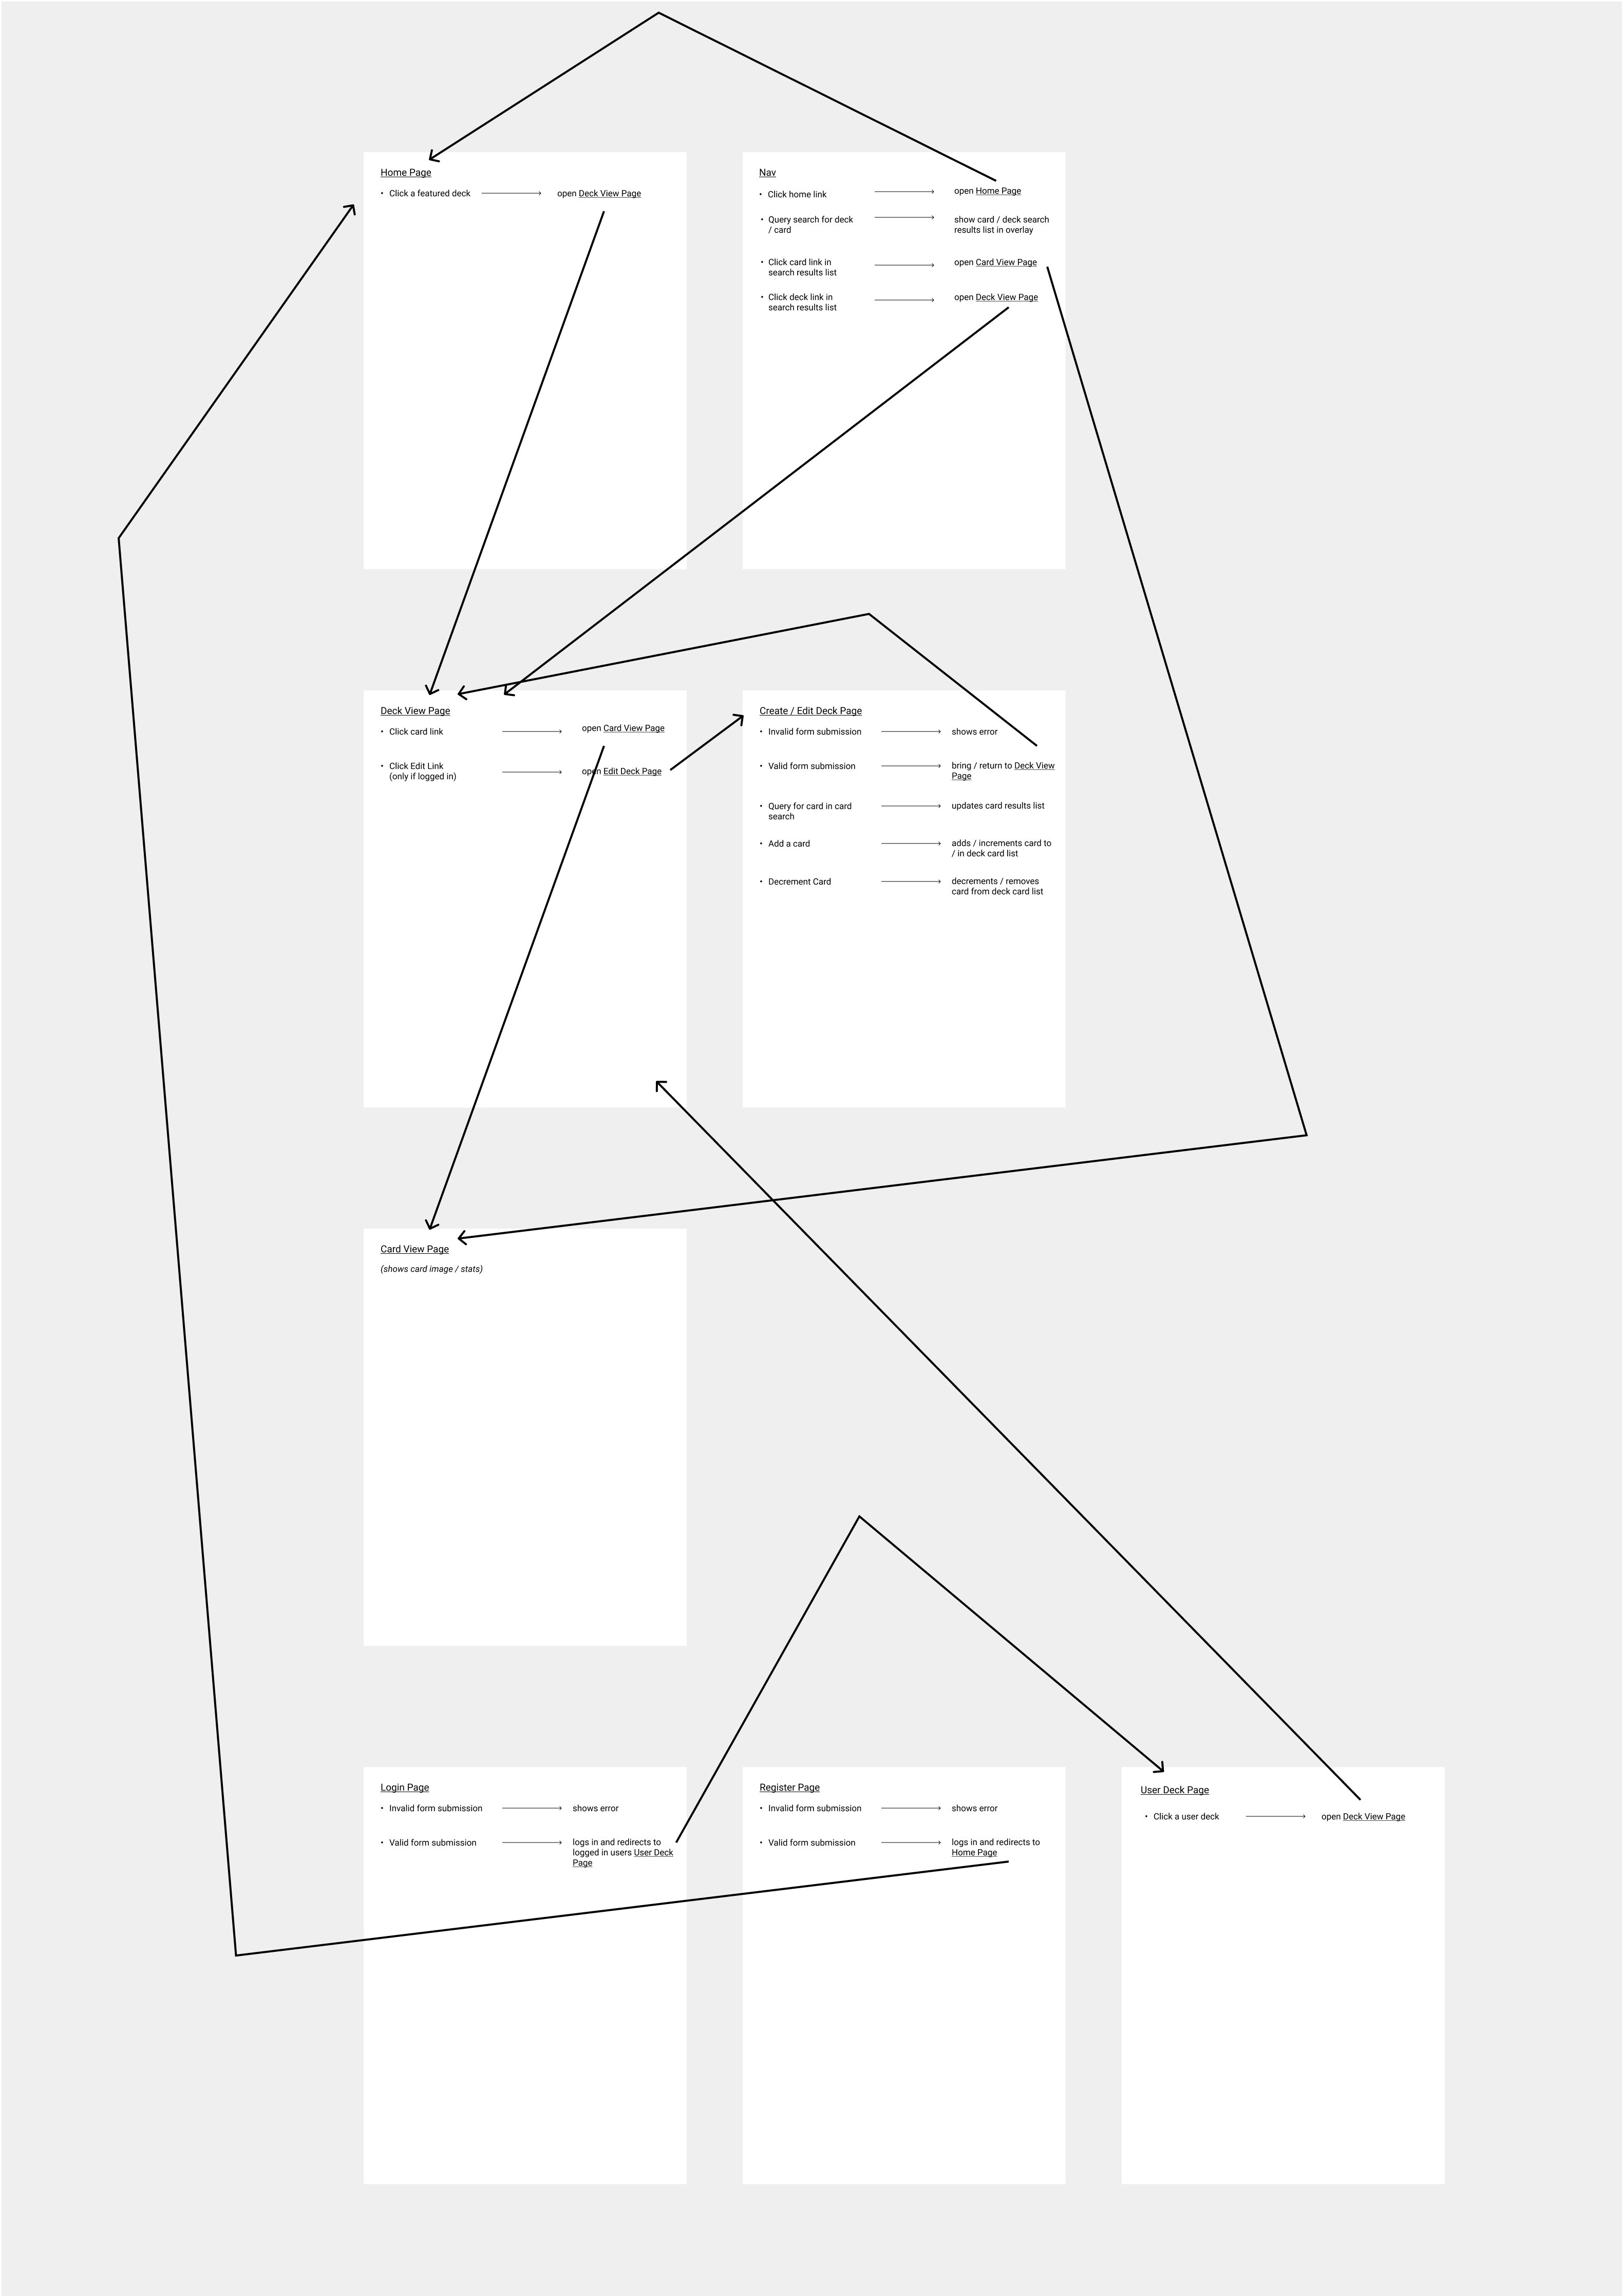 Home Page
• Click a featured deck
open Deck View Page
Nav
• Click home link
open Home Page
• Query search for deck
/ card
show card / deck search
results list in overlay
• Click card link in
search results list
open Card View Page
• Click deck link in
search results list
open Deck View Page
Deck View Page
• Click card link
open Card View Page
• Click Edit Link
(only if logged in)
open Edit Deck Page
Create / Edit Deck Page
• Invalid form submission
shows error
• Valid form submission
bring / return to Deck View
Page
• Query for card in card
search
updates card results list
• Add a card
adds / increments card to
/ in deck card list
• Decrement Card
decrements / removes
card from deck card list
Card View Page
(shows card image / stats)
Login Page
• Invalid form submission
shows error
• Valid form submission
logs in and redirects to
logged in users User Deck
Page
Register Page
• Invalid form submission
shows error
• Valid form submission
logs in and redirects to
Home Page
User Deck Page
• Click a user deck
open Deck View Page